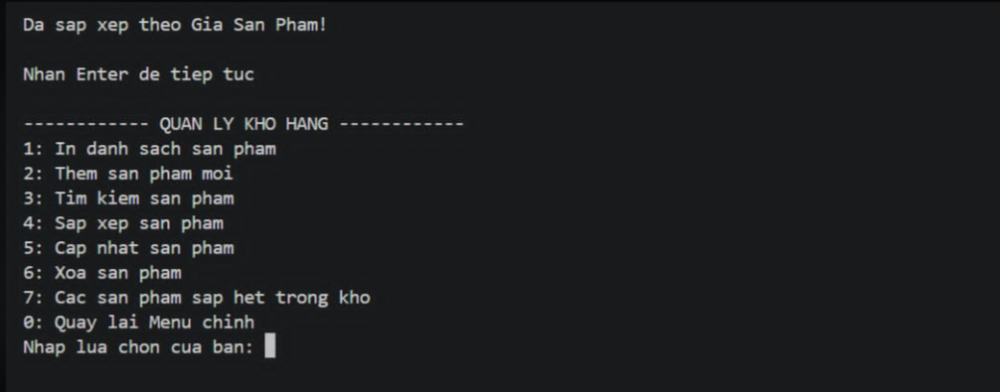 Da sap xep theo Gia San Pham!
Nhan Enter de tiep tuc
------------ QUAN LY KHO HANG ------------
1: In danh sach san pham
2: Them san pham moi
3: Tim kiem san pham
4: Sap xep san pham
5: Cap nhat san pham
6: Xoa san pham
7: Cac san pham sap het trong kho
0: Quay lai Menu chinh
Nhap lua chon cua ban: